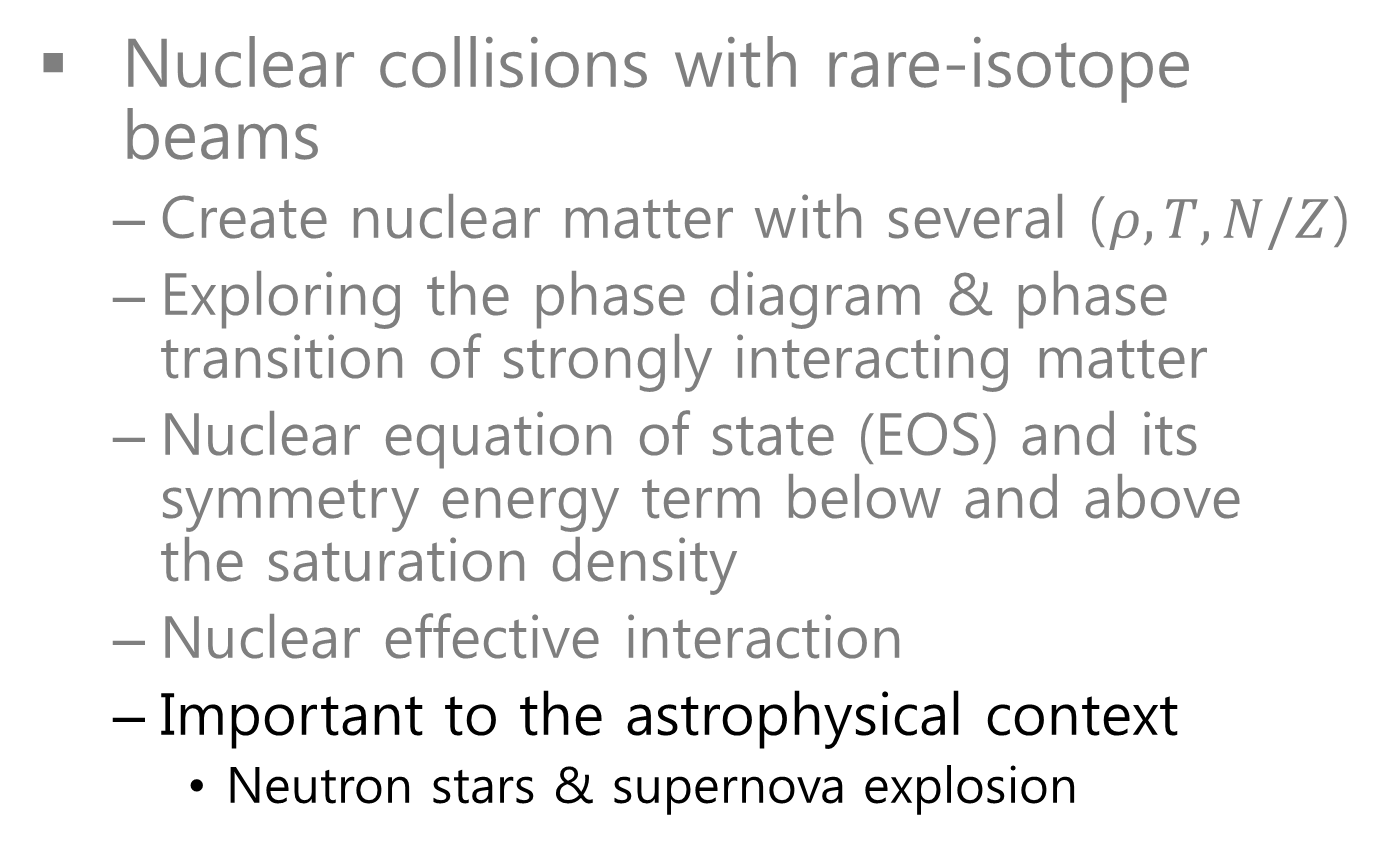 ▪ Nuclear collisions with rare-isotope
beams
– Create nuclear matter with several (𝜌, 𝑇, 𝑁/𝑍)
– Exploring the phase diagram & phase
transition of strongly interacting matter
– Nuclear equation of state (EOS) and its
symmetry energy term below and above
the saturation density
– Nuclear effective interaction
– Important to the astrophysical context
• Neutron stars & supernova explosion